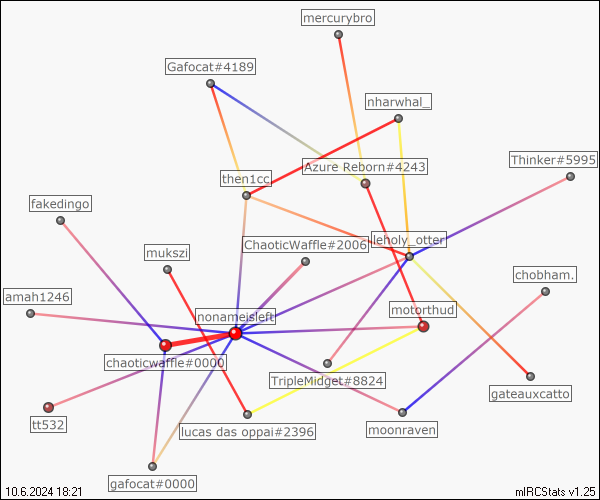 mercurybro
Gafocat#4189
nharwhal_
Thinker#5995
Azure Reborn#4243
then1cc
fakedingo
leholy_otter
ChaoticWaffle#2006
mukszi
chobham.
amah1246
motorthud
nonameisleft
chaoticwaffle#0000
TripleMidget#8824
gateauxcatto
tt532
lucas das oppai#2396
moonraven
gafocat#0000
10.6.2024 18:21
mIRCStats v1.25